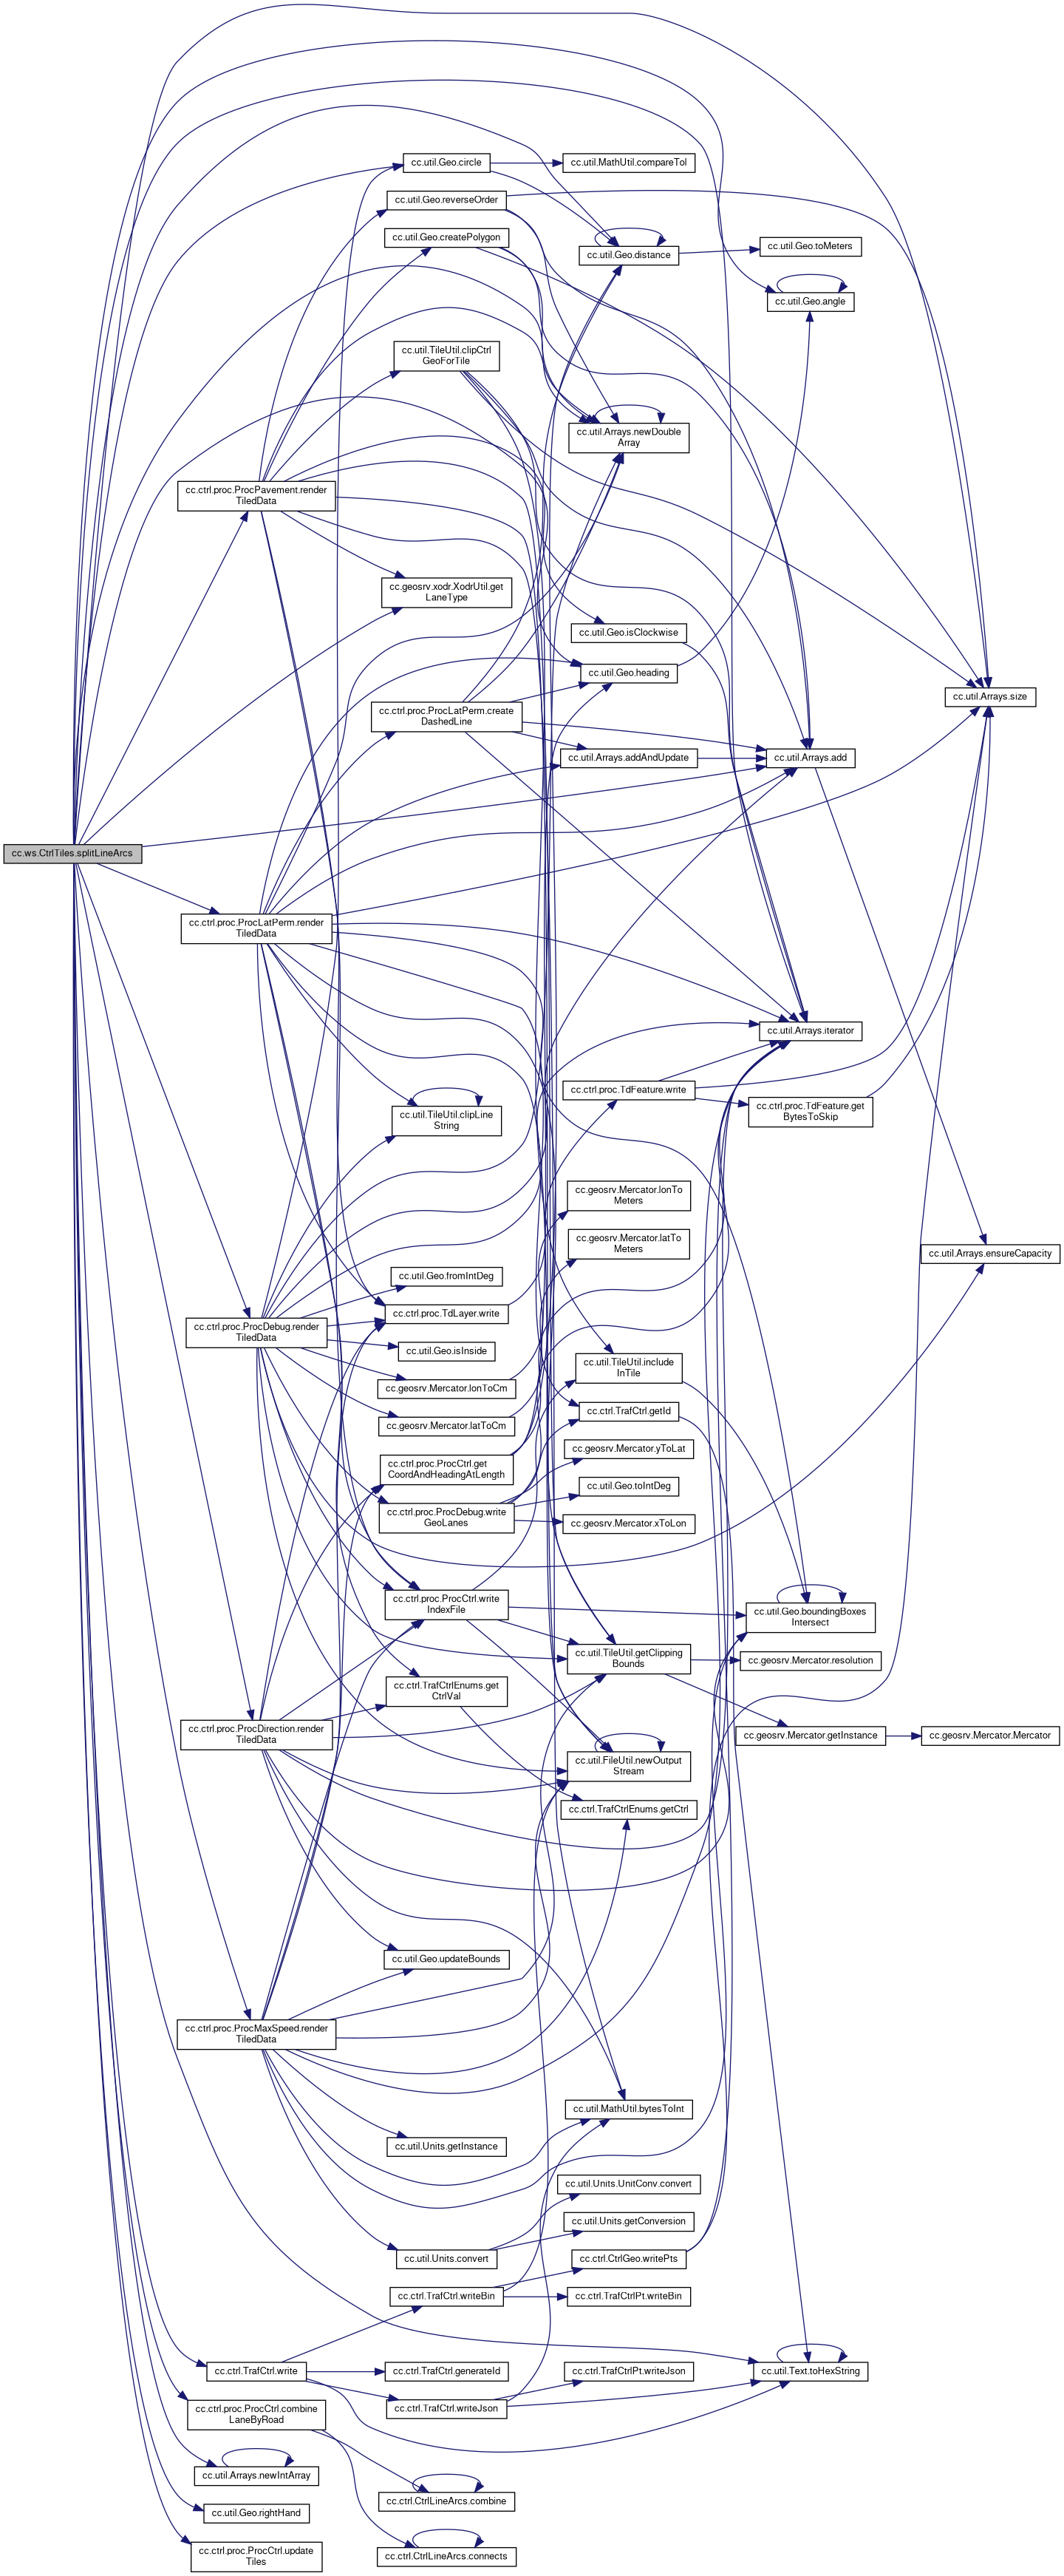 cc.util.Geo.circle
cc.util.MathUtil.compareTol
cc.util.Geo.reverseOrder
cc.util.Geo.createPolygon
cc.util.Geo.toMeters
cc.util.Geo.distance
cc.util.Geo.angle
cc.util.TileUtil.clipCtrl
GeoForTile
cc.util.Arrays.newDouble
Array
cc.ctrl.proc.ProcPavement.render
TiledData
cc.geosrv.xodr.XodrUtil.get
LaneType
cc.util.Geo.isClockwise
cc.util.Geo.heading
cc.util.Arrays.size
cc.ctrl.proc.ProcLatPerm.create
DashedLine
cc.util.Arrays.addAndUpdate
cc.util.Arrays.add
cc.ws.CtrlTiles.splitLineArcs
cc.ctrl.proc.ProcLatPerm.render
TiledData
cc.util.Arrays.iterator
cc.ctrl.proc.TdFeature.write
cc.ctrl.proc.TdFeature.get
BytesToSkip
cc.util.TileUtil.clipLine
String
cc.geosrv.Mercator.lonTo
Meters
cc.geosrv.Mercator.latTo
Meters
cc.util.Arrays.ensureCapacity
cc.util.Geo.fromIntDeg
cc.ctrl.proc.TdLayer.write
cc.ctrl.proc.ProcDebug.render
TiledData
cc.util.Geo.isInside
cc.util.TileUtil.include
InTile
cc.geosrv.Mercator.lonToCm
cc.ctrl.TrafCtrl.getId
cc.geosrv.Mercator.latToCm
cc.geosrv.Mercator.yToLat
cc.ctrl.proc.ProcCtrl.get
CoordAndHeadingAtLength
cc.util.Geo.toIntDeg
cc.ctrl.proc.ProcDebug.write
GeoLanes
cc.geosrv.Mercator.xToLon
cc.ctrl.proc.ProcCtrl.write
IndexFile
cc.util.Geo.boundingBoxes
Intersect
cc.util.TileUtil.getClipping
Bounds
cc.geosrv.Mercator.resolution
cc.ctrl.TrafCtrlEnums.get
CtrlVal
cc.ctrl.proc.ProcDirection.render
TiledData
cc.geosrv.Mercator.getInstance
cc.geosrv.Mercator.Mercator
cc.util.FileUtil.newOutput
Stream
cc.ctrl.TrafCtrlEnums.getCtrl
cc.util.Geo.updateBounds
cc.ctrl.proc.ProcMaxSpeed.render
TiledData
cc.util.MathUtil.bytesToInt
cc.util.Units.getInstance
cc.util.Units.UnitConv.convert
cc.util.Units.getConversion
cc.util.Units.convert
cc.ctrl.CtrlGeo.writePts
cc.ctrl.TrafCtrl.writeBin
cc.ctrl.TrafCtrlPt.writeBin
cc.ctrl.TrafCtrl.write
cc.ctrl.TrafCtrl.generateId
cc.ctrl.TrafCtrlPt.writeJson
cc.util.Text.toHexString
cc.ctrl.TrafCtrl.writeJson
cc.ctrl.proc.ProcCtrl.combine
LaneByRoad
cc.util.Arrays.newIntArray
cc.ctrl.CtrlLineArcs.combine
cc.util.Geo.rightHand
cc.ctrl.proc.ProcCtrl.update
Tiles
cc.ctrl.CtrlLineArcs.connects